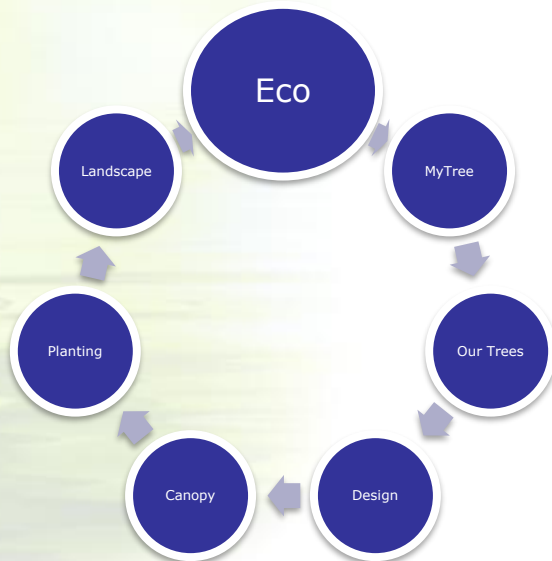 Eco
MyTree
Our Trees
Design
Canopy
Planting
Landscape